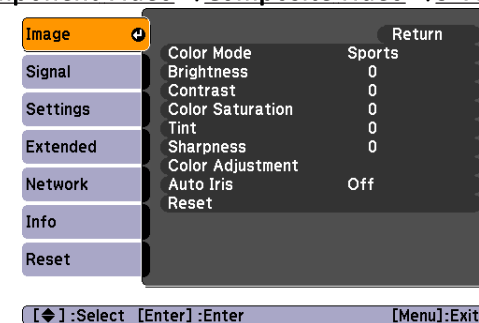 Image
Signal
Settings
Extended
Network
Info
Reset
Return
Color Mode Sports
Brightness 0
Contrast 0
Color Saturation 0
Tint 0
Sharpness 0
Color Adjustment
Auto Iris Off
Reset
[ ] :Select [Enter] :Enter [Menu]:Exit